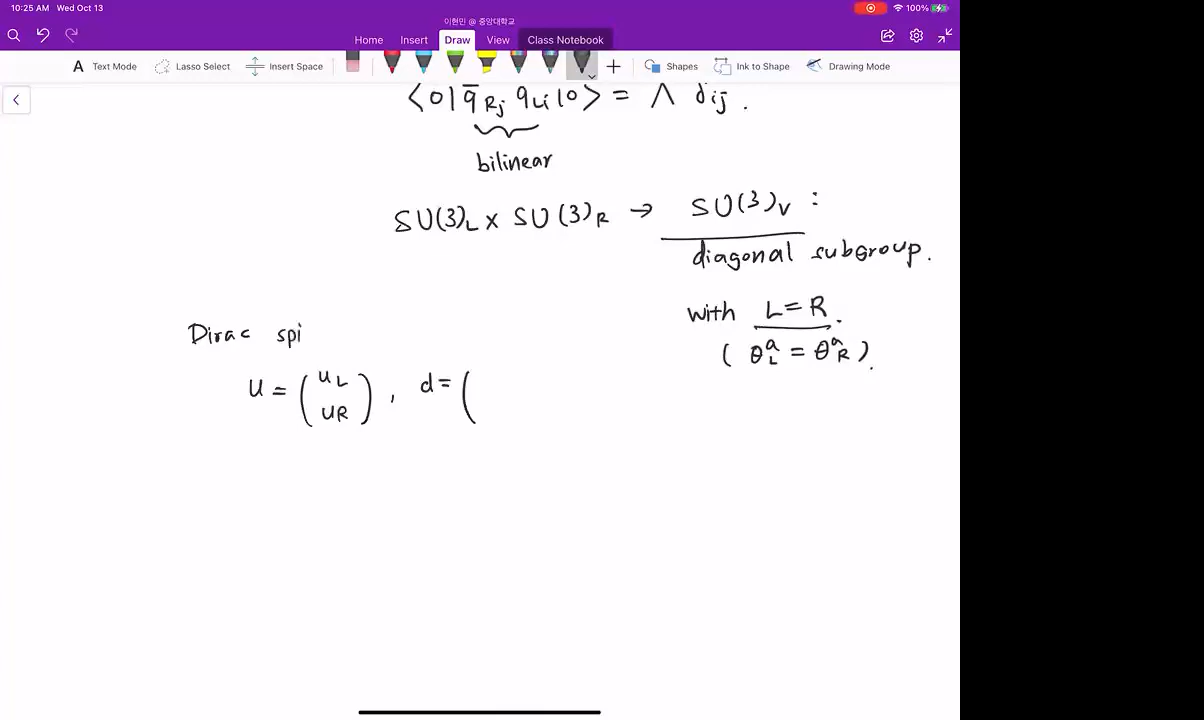 10:25 AM Wed Oct 13
100%
이현민 @ 중앙대학교
Home Insert Draw View Class Notebook
A Text Mode Lasso Select Insert Space Shapes Ink to Shape Drawing Mode
<0| q̄Rj qLi |0> = Λ δij.
bilinear
SU(3)L x SU(3)R → SU(3)V :
diagonal subgroup.
with L = R.
(θ^a_L = θ^a_R).
Dirac spi
u = (uL uR), d = (